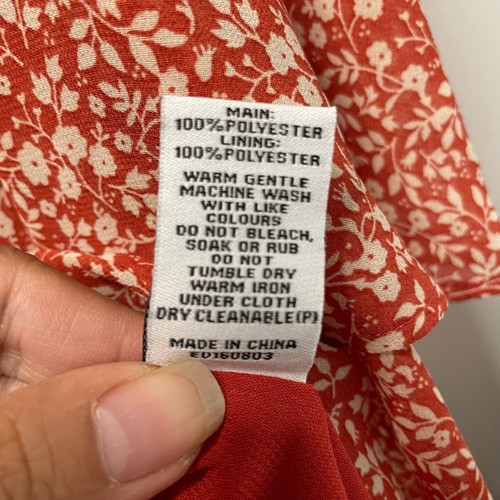 MAIN:
100%POLYESTER
LINING:
100%POLYESTER
WARM GENTLE
MACHINE WASH
WITH LIKE
COLOURS
DO NOT BLEACH,
SOAK OR RUB
DO NOT
TUMBLE DRY
WARM IRON
UNDER CLOTH
DRY CLEANABLE(P)
MADE IN CHINA
ED160803